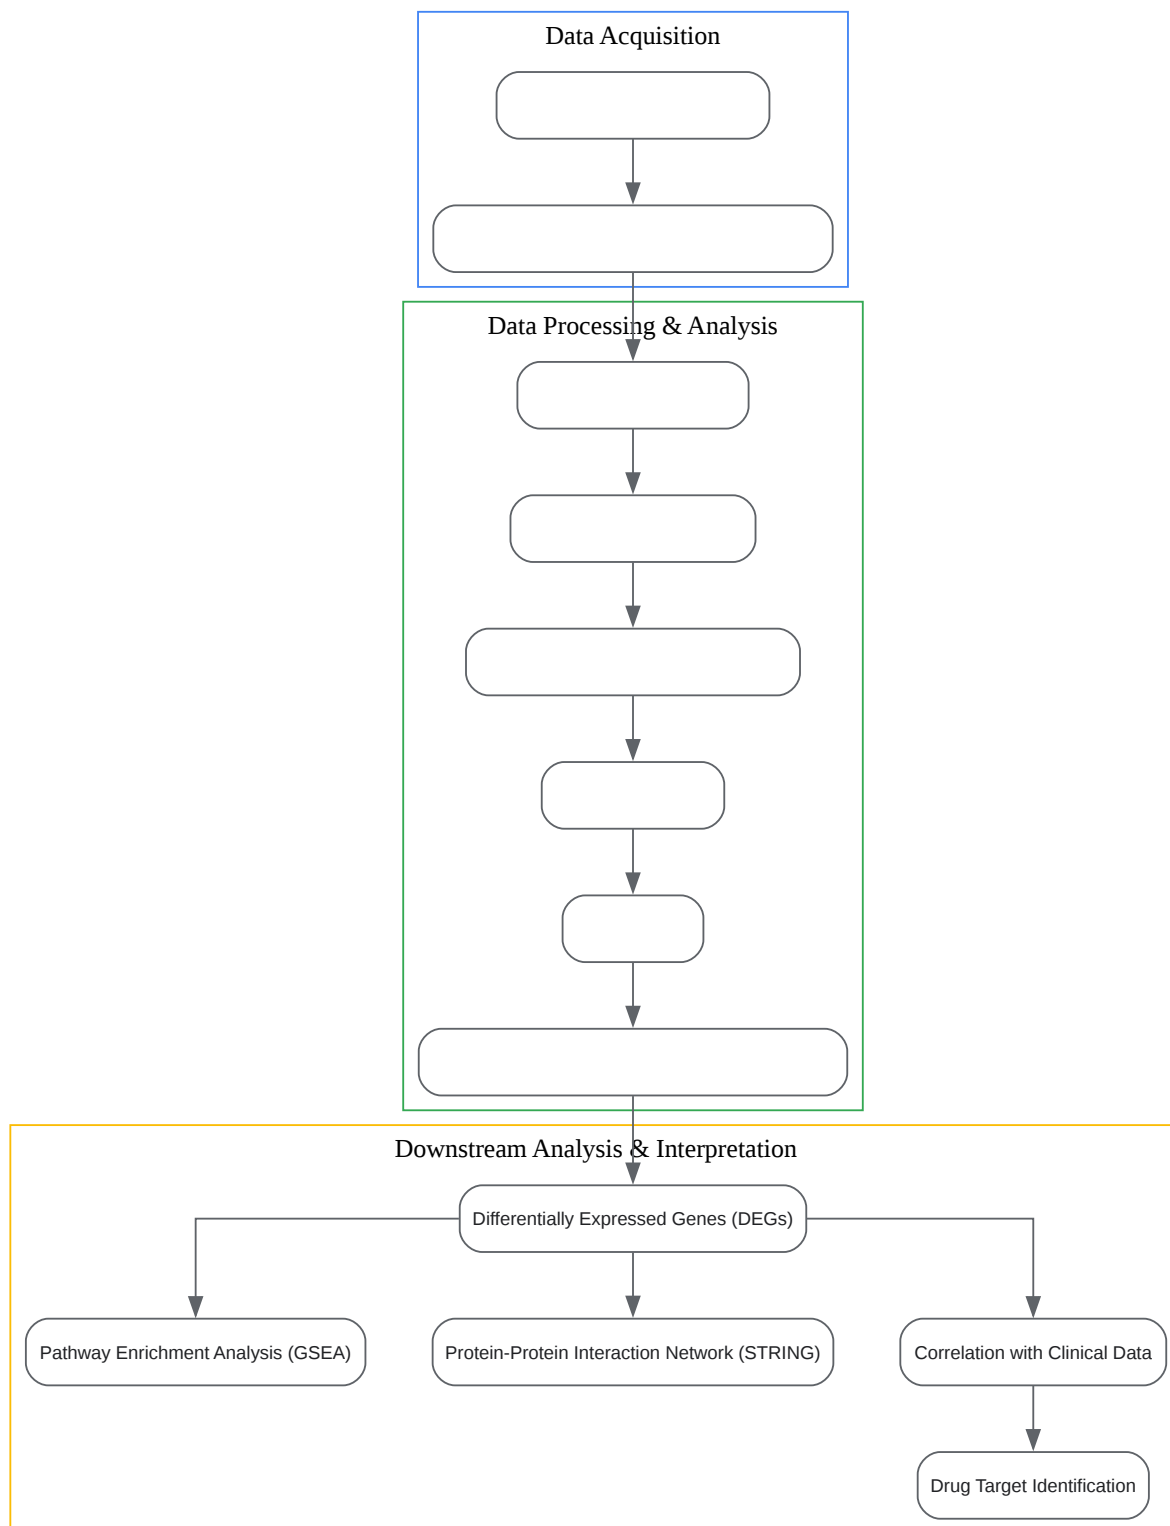 Data Acquisition
Data Processing & Analysis
Downstream Analysis & Interpretation
Differentially Expressed Genes (DEGs)
Pathway Enrichment Analysis (GSEA)
Protein-Protein Interaction Network (STRING)
Correlation with Clinical Data
Drug Target Identification